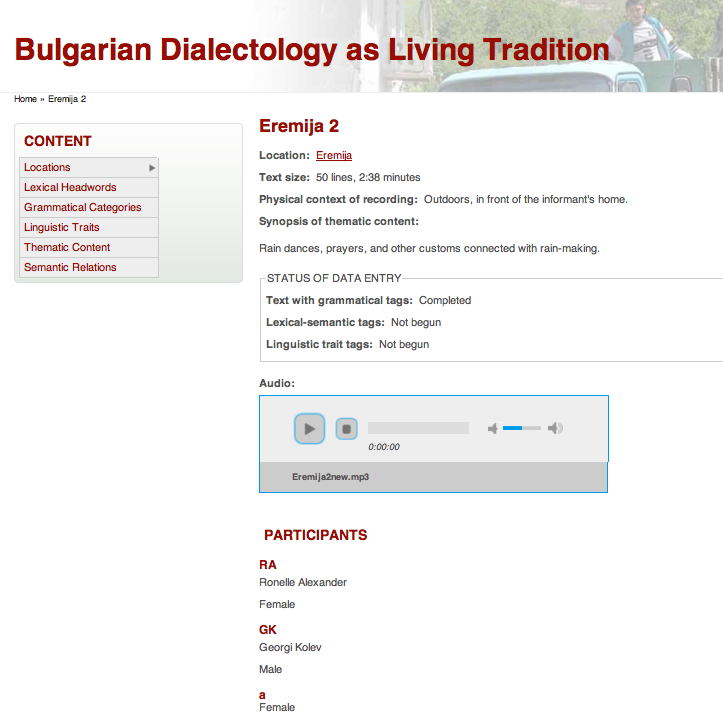 Bulgarian Dialectology as Living Tradition
Home » Eremija 2
CONTENT
Locations
Lexical Headwords
Grammatical Categories
Linguistic Traits
Thematic Content
Semantic Relations
Eremija 2
Location: Eremija
Text size: 50 lines, 2:38 minutes
Physical context of recording: Outdoors, in front of the informant's home.
Synopsis of thematic content:
Rain dances, prayers, and other customs connected with rain-making.
STATUS OF DATA ENTRY
Text with grammatical tags: Completed
Lexical-semantic tags: Not begun
Linguistic trait tags: Not begun
Audio:
0:00:00
Eremija2new.mp3
PARTICIPANTS
RA
Ronelle Alexander
Female
GK
Georgi Kolev
Male
a
Female